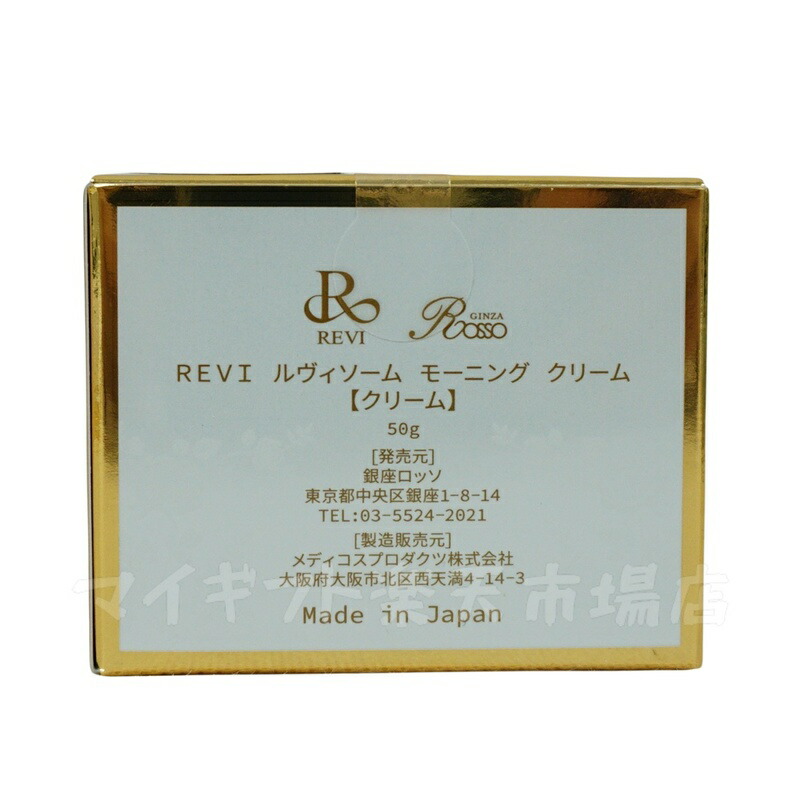 R
REVI
GINZA
Rosso
REVI ルヴィソーム モーニング クリーム
【クリーム】
50g
[発売元]
銀座ロッソ
東京都中央区銀座1-8-14
TEL:03-5524-2021
[製造販売元]
メディコスプロダクツ株式会社
大阪府大阪市北区西天満4-14-3
マイギフト楽天市場店
Made in Japan